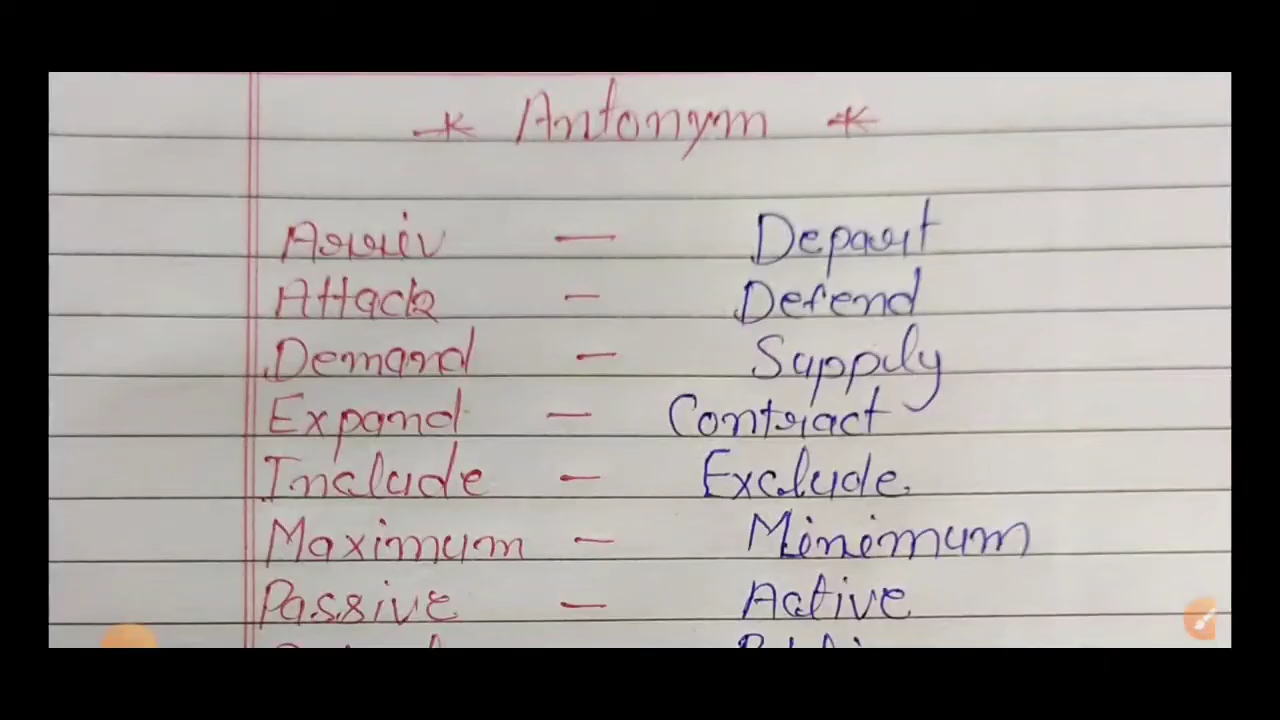 * Antonym *
Arriv - Depart
Attack - Defend
Demand - Supply
Expand - Contract
Include - Exclude.
Maximum - Minimum
Passive - Active